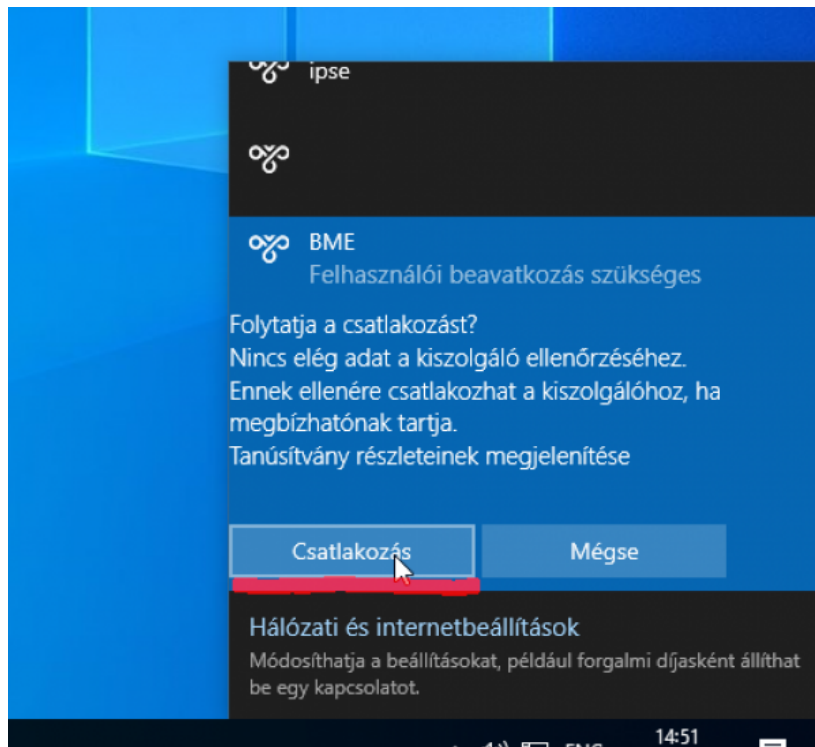 ipse
BME
Felhasználói beavatkozás szükséges
Folytatja a csatlakozást?
Nincs elég adat a kiszolgáló ellenőrzéséhez.
Ennek ellenére csatlakozhat a kiszolgálóhoz, ha
megbízhatónak tartja.
Tanúsítvány részleteinek megjelenítése
Csatlakozás
Mégse
Hálózati és internetbeállítások
Módosíthatja a beállításokat, például forgalmi díjasként állíthat
be egy kapcsolatot.
14:51